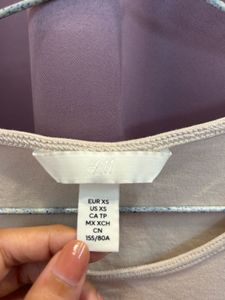 H&M
EUR XS
US XS
CA TP
MX XCH
CN
155/80A